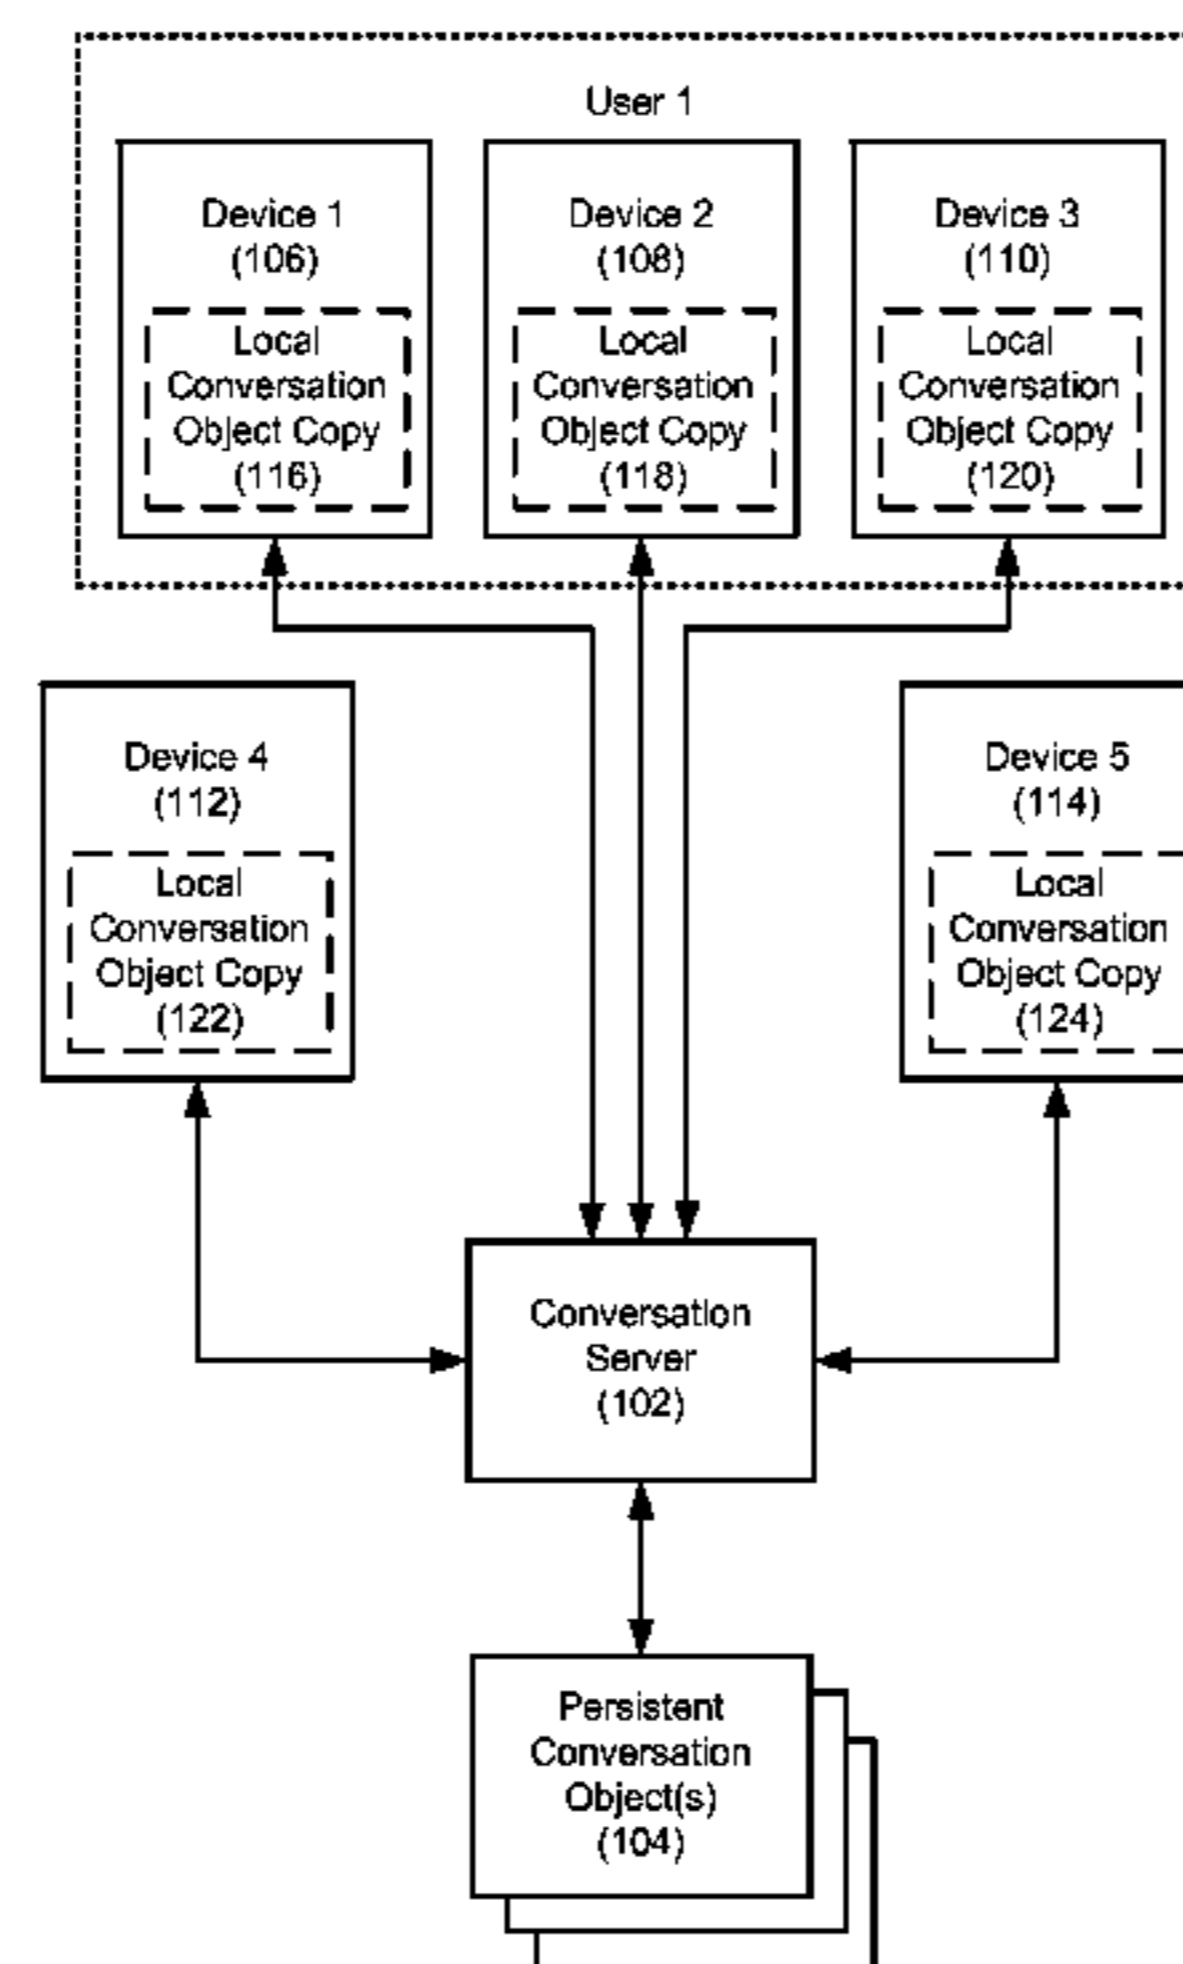 User 1
Device 1
(106)
Local
Conversation
Object Copy
(116)
Device 2
(108)
Local
Conversation
Object Copy
(118)
Device 3
(110)
Local
Conversation
Object Copy
(120)
Device 4
(112)
Local
Conversation
Object Copy
(122)
Device 5
(114)
Local
Conversation
Object Copy
(124)
Conversation
Server
(102)
Persistent
Conversation
Object(s)
(104)